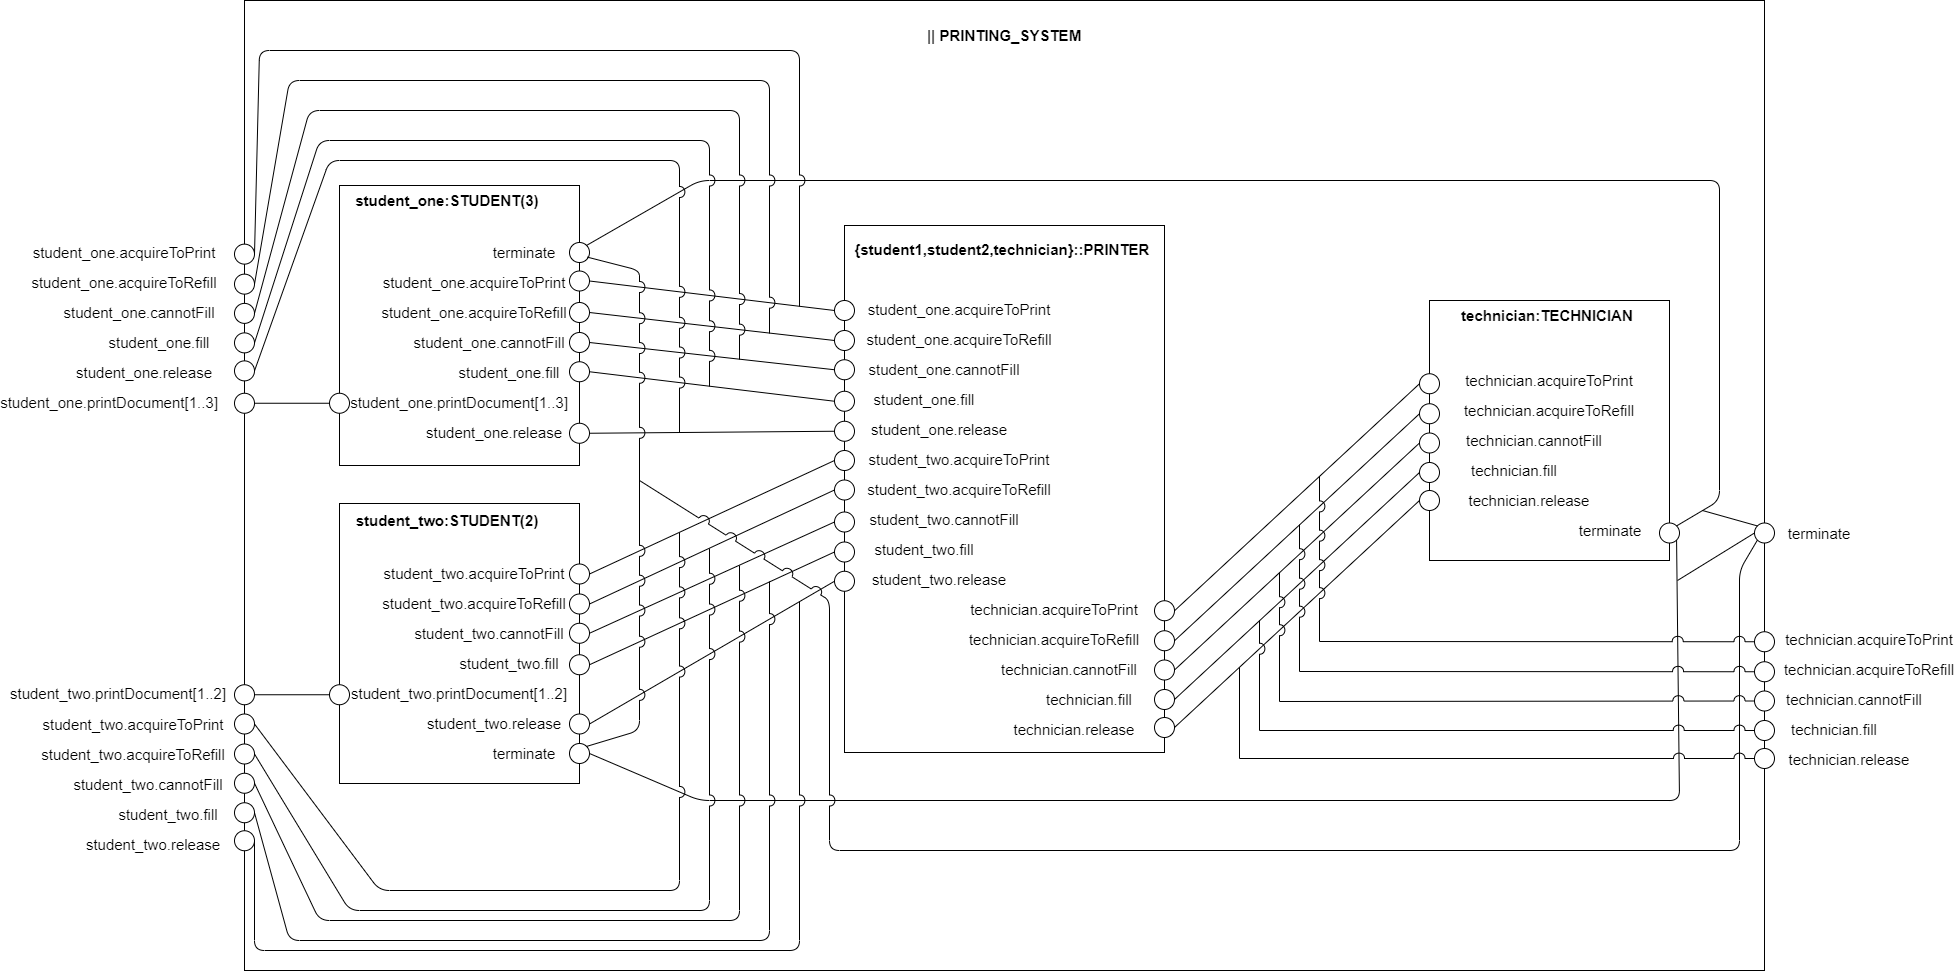 || PRINTING_SYSTEM
student_one.acquireToPrint
student_one.acquireToRefill
student_one.cannotFill
student_one.fill
student_one.release
student_one.printDocument[1..3]
student_two.printDocument[1..2]
student_two.acquireToPrint
student_two.acquireToRefill
student_two.cannotFill
student_two.fill
student_two.release
student_one:STUDENT(3)
terminate
student_one.acquireToPrint
student_one.acquireToRefill
student_one.cannotFill
student_one.fill
student_one.printDocument[1..3]
student_one.release
student_two:STUDENT(2)
student_two.acquireToPrint
student_two.acquireToRefill
student_two.cannotFill
student_two.fill
student_two.printDocument[1..2]
student_two.release
terminate
{student1,student2,technician}::PRINTER
student_one.acquireToPrint
student_one.acquireToRefill
student_one.cannotFill
student_one.fill
student_one.release
student_two.acquireToPrint
student_two.acquireToRefill
student_two.cannotFill
student_two.fill
student_two.release
technician.acquireToPrint
technician.acquireToRefill
technician.cannotFill
technician.fill
technician.release
technician:TECHNICIAN
technician.acquireToPrint
technician.acquireToRefill
technician.cannotFill
technician.fill
technician.release
terminate
terminate
technician.acquireToPrint
technician.acquireToRefill
technician.cannotFill
technician.fill
technician.release